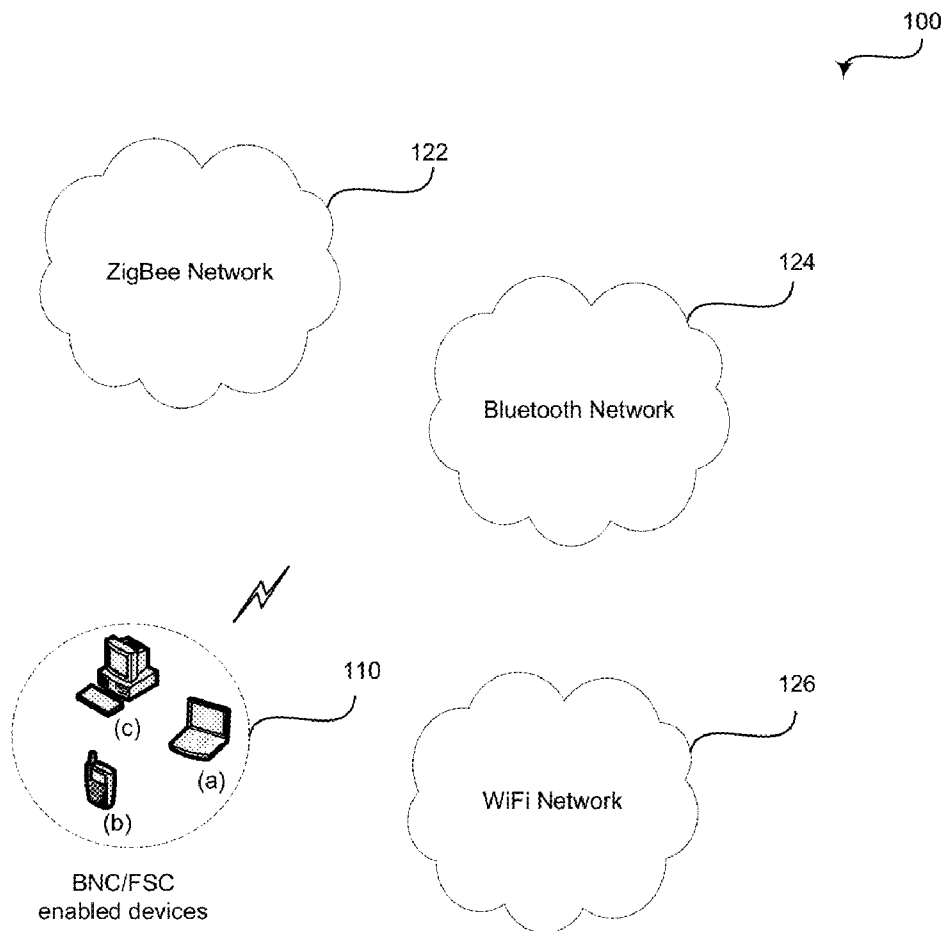 100
122
ZigBee Network
124
Bluetooth Network
110
126
(c)
(a)
WiFi Network
(b)
BNC/FSC
enabled devices